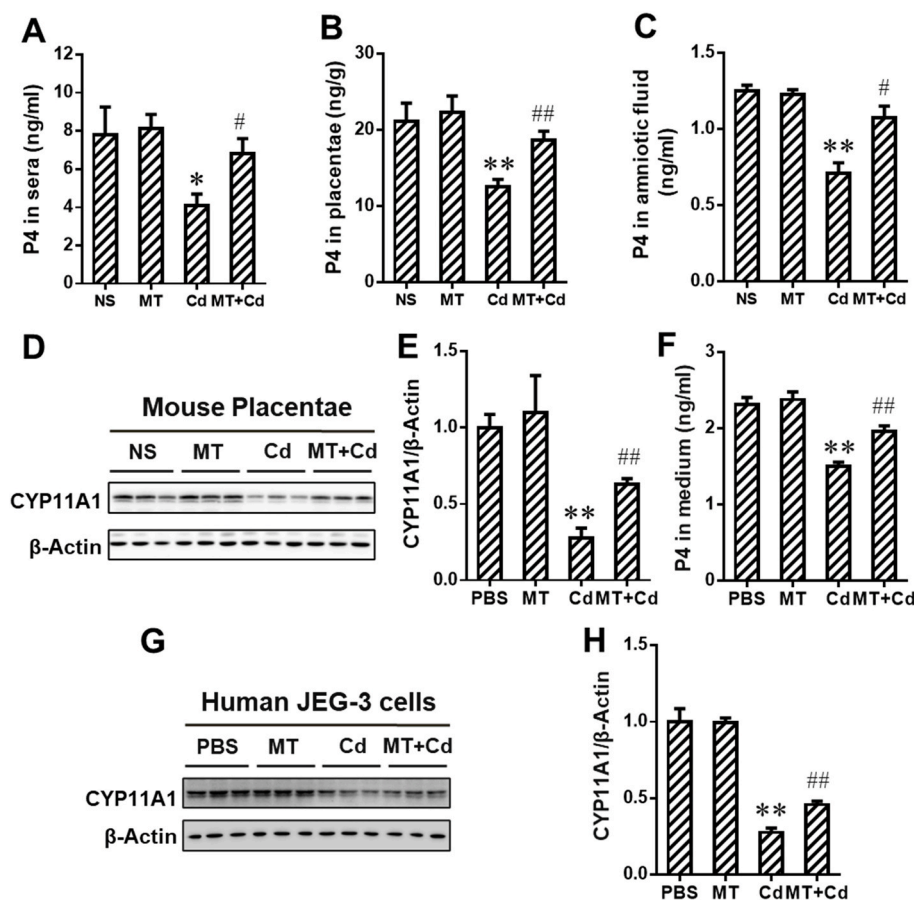 A
P4 in sera (ng/ml)
12
10
8
6
4
2
0
*
#
NS MT Cd MT+Cd
B
P4 in placentae (ng/g)
30
20
10
0
**
##
NS MT Cd MT+Cd
C
P4 in amniotic fluid
(ng/ml)
1.5
1.0
0.5
0.0
**
#
NS MT Cd MT+Cd
D
Mouse Placentae
NS MT Cd MT+Cd
CYP11A1
β-Actin
E
CYP11A1/β-Actin
1.5
1.0
0.5
0.0
**
##
PBS MT Cd MT+Cd
F
P4 in medium (ng/ml)
3
2
1
0
**
##
PBS MT Cd MT+Cd
G
Human JEG-3 cells
PBS MT Cd MT+Cd
CYP11A1
β-Actin
H
CYP11A1/β-Actin
1.5
1.0
0.5
0.0
**
##
PBS MT Cd MT+Cd